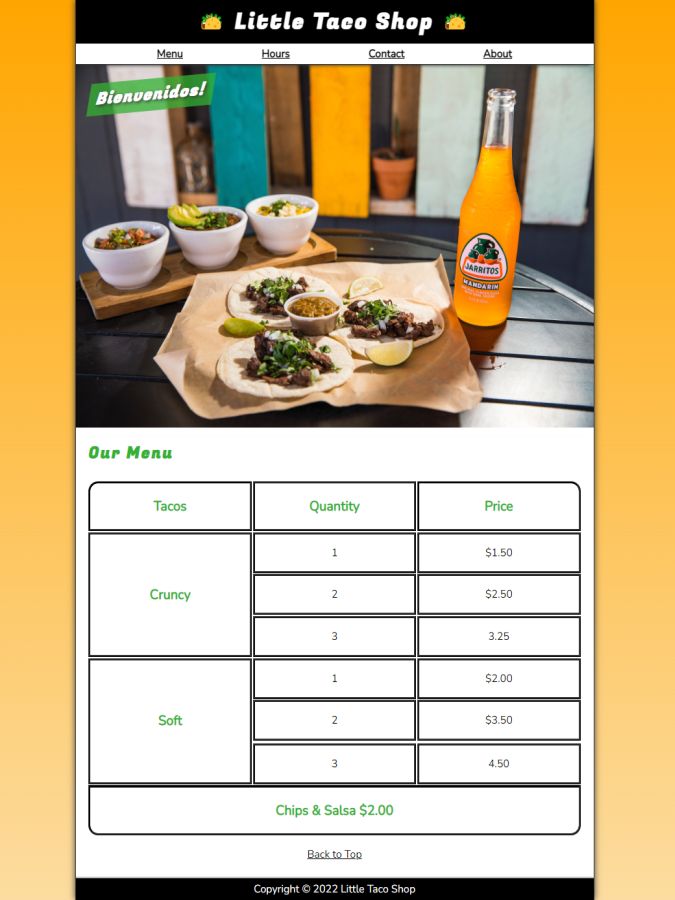 Little Taco Shop
Menu Hours Contact About
Bienvenidos!
JARRITOS
MANDARIN
Our Menu
Tacos Quantity Price
Cruncy
1 $1.50
2 $2.50
3 3.25
Soft
1 $2.00
2 $3.50
3 4.50
Chips & Salsa $2.00
Back to Top
Copyright © 2022 Little Taco Shop